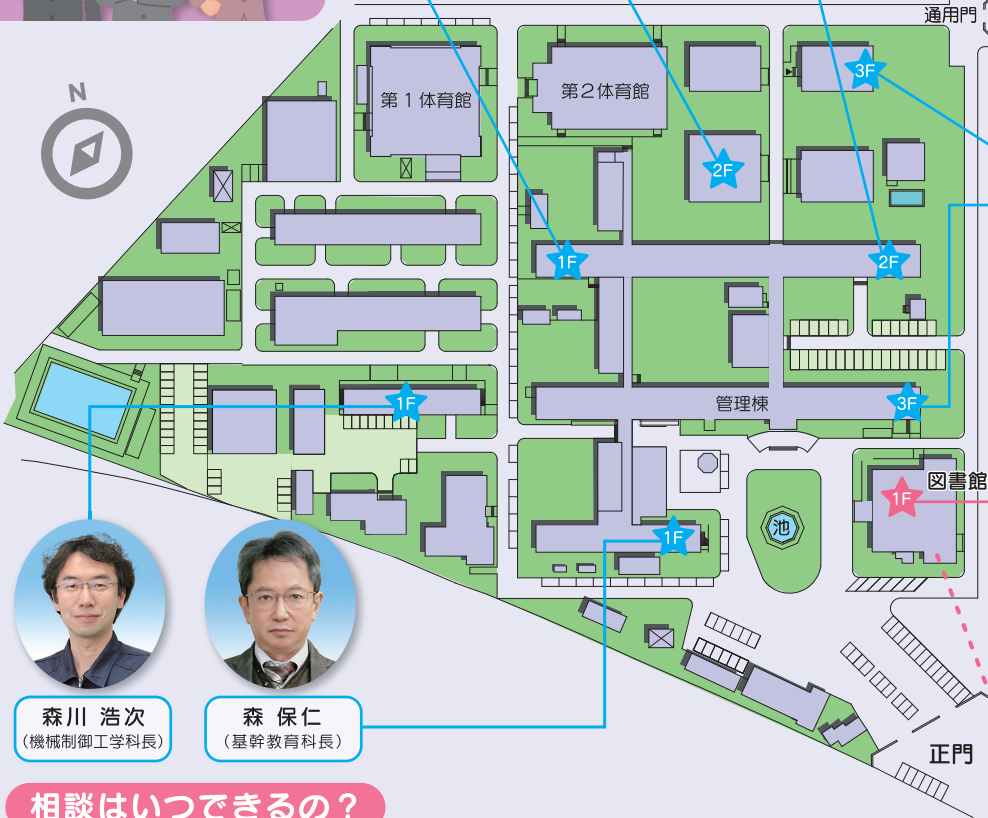 通用門
N
第1体育館
第2体育館
3F
2F
1F
2F
1F
管理棟
3F
図書館
1F
1F
池
森川 浩次
(機械制御工学科長)
森 保仁
(基幹教育科長)
正門
相談はいつできるの?